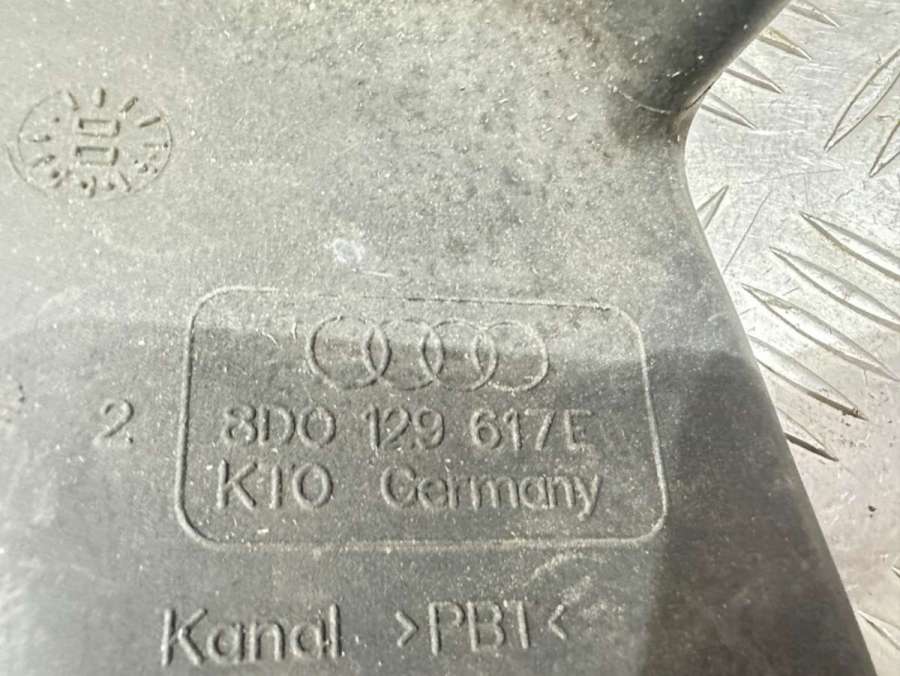 2
8D0 129 617E
KTO Germany
Kanal >PBT<